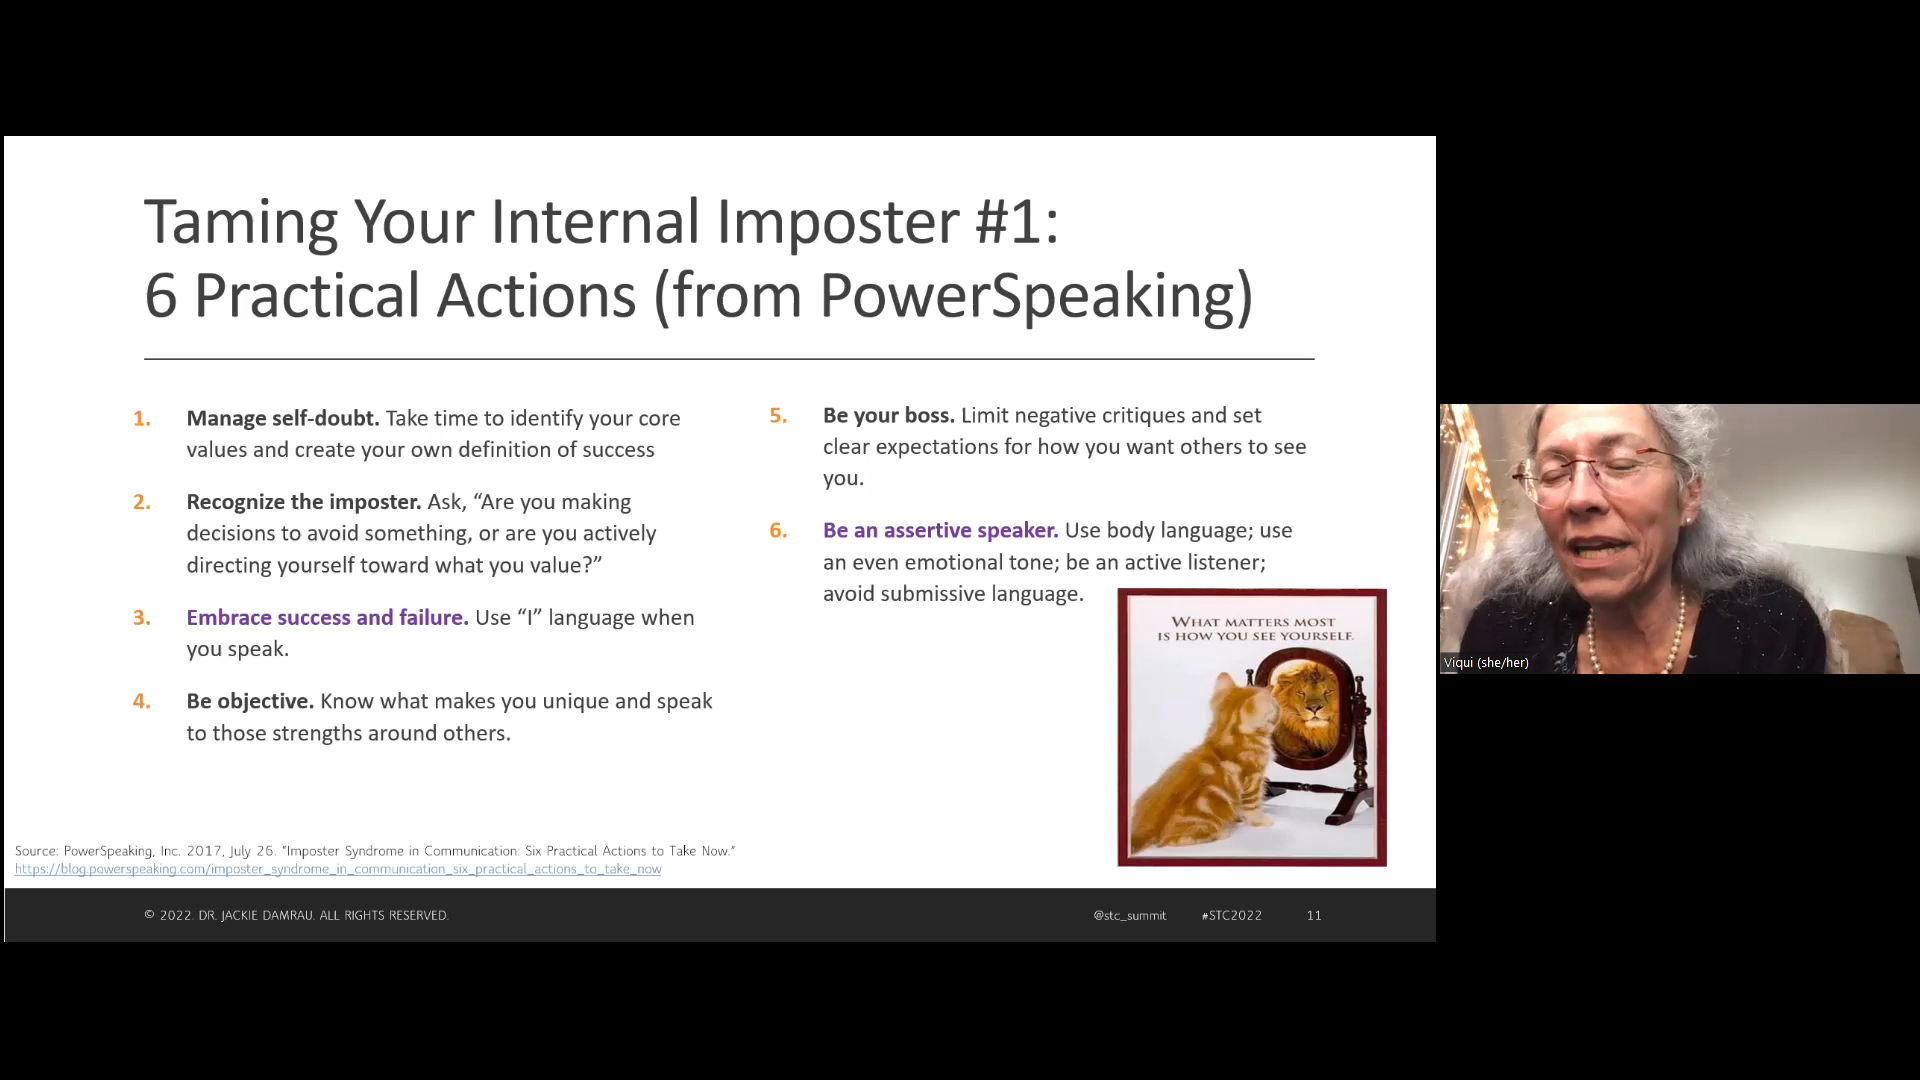 Taming Your Internal Imposter #1:
6 Practical Actions (from PowerSpeaking)
1. Manage self-doubt. Take time to identify your core
values and create your own definition of success
2. Recognize the imposter. Ask, “Are you making
decisions to avoid something, or are you actively
directing yourself toward what you value?”
3. Embrace success and failure. Use “I” language when
you speak.
4. Be objective. Know what makes you unique and speak
to those strengths around others.
5. Be your boss. Limit negative critiques and set
clear expectations for how you want others to see
you.
6. Be an assertive speaker. Use body language; use
an even emotional tone; be an active listener;
avoid submissive language.
WHAT MATTERS MOST
IS HOW YOU SEE YOURSELF.
Source: PowerSpeaking, Inc. 2017, July 26. “Imposter Syndrome in Communication: Six Practical Actions to Take Now.”
https://blog.powerspeaking.com/imposter_syndrome_in_communication_six_practical_actions_to_take_now
© 2022. DR. JACKIE DAMRAU. ALL RIGHTS RESERVED.
@stc_summit #STC2022 11
Viqui (she/her)